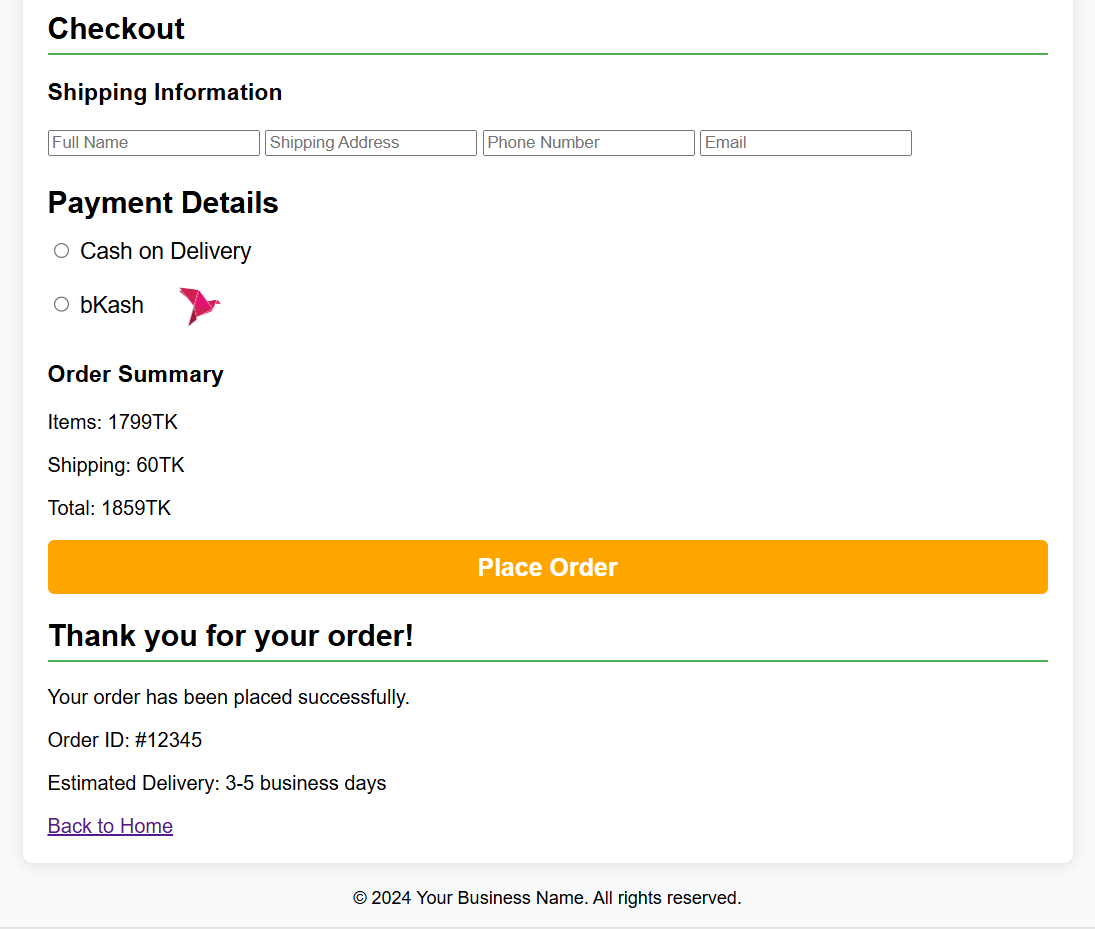 Checkout
Shipping Information
Full Name Shipping Address Phone Number Email
Payment Details
Cash on Delivery
bKash
Order Summary
Items: 1799TK
Shipping: 60TK
Total: 1859TK
Place Order
Thank you for your order!
Your order has been placed successfully.
Order ID: #12345
Estimated Delivery: 3-5 business days
Back to Home
© 2024 Your Business Name. All rights reserved.